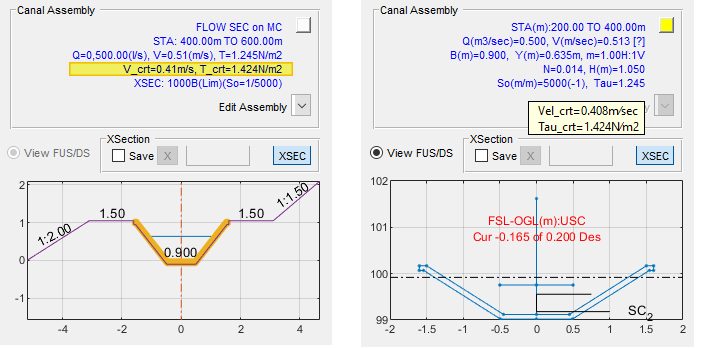 Canal Assembly
FLOW SEC on MC
STA: 400.00m TO 600.00m
Q=0,500.00(l/s), V=0.51(m/s), T=1.245N/m2
V_crt=0.41m/s, T_crt=1.424N/m2
XSEC: 1000B(Lim)(So=1/5000)
Edit Assembly
XSection
View FUS/DS
Save
X
XSEC
2
1
0
-1
1:2.00
1.50
0.900
1.50
1:1.50
-4
-2
0
2
4
Canal Assembly
STA(m):200.00 TO 400.00m
Q(m3/sec)=0.500, V(m/sec)=0.513 [?]
B(m)=0.900, Y(m)=0.635m, m=1.00H:1V
N=0.014, H(m)=1.050
So(m/m)=5000(-1), Tau=1.245
Vel_crt=0.408m/sec
Tau_crt=1.424N/m2
XSection
View FUS/DS
Save
X
XSEC
102
101
100
99
FSL-OGL(m):USC
Cur -0.165 of 0.200 Des
SC2
-2
-1.5
-1
-0.5
0
0.5
1
1.5
2